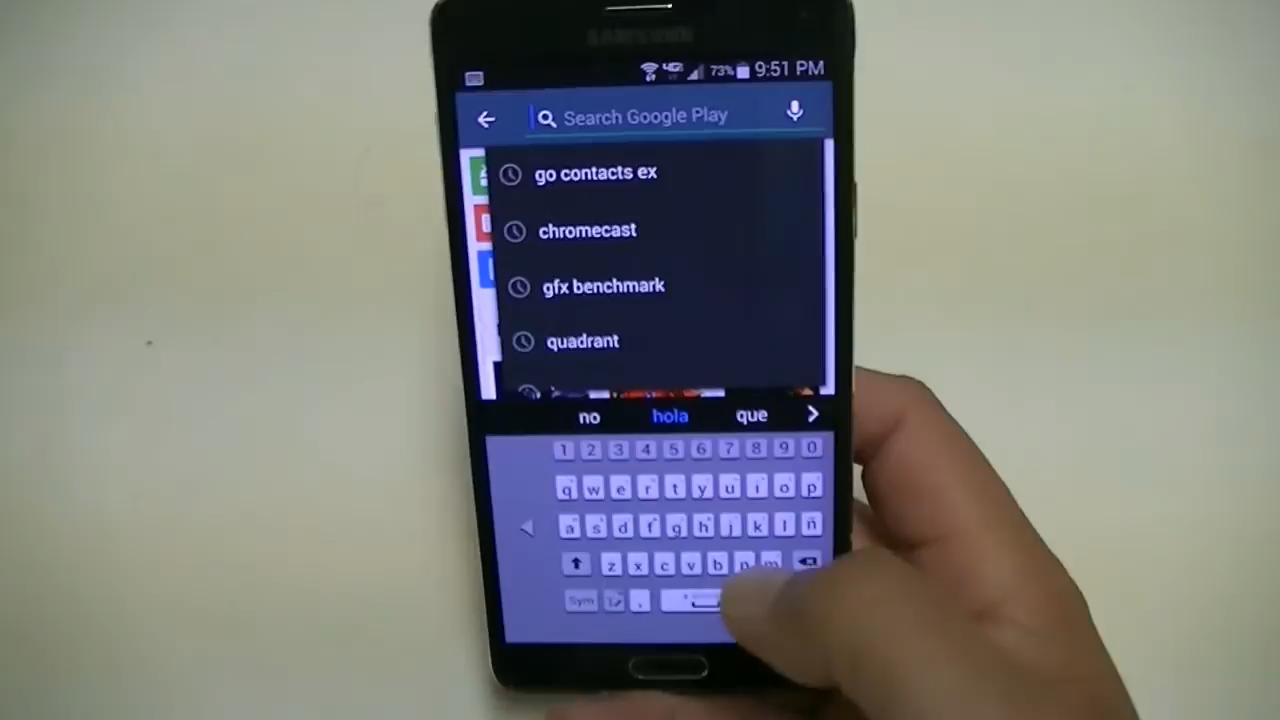 SAMSUNG
4G 73% 9:51 PM
Search Google Play
go contacts ex
chromecast
gfx benchmark
quadrant
no hola que
1 2 3 4 5 6 7 8 9 0
q w e r t y u i o p
a s d f g h j k l ñ
z x c v b n m
Sym ,